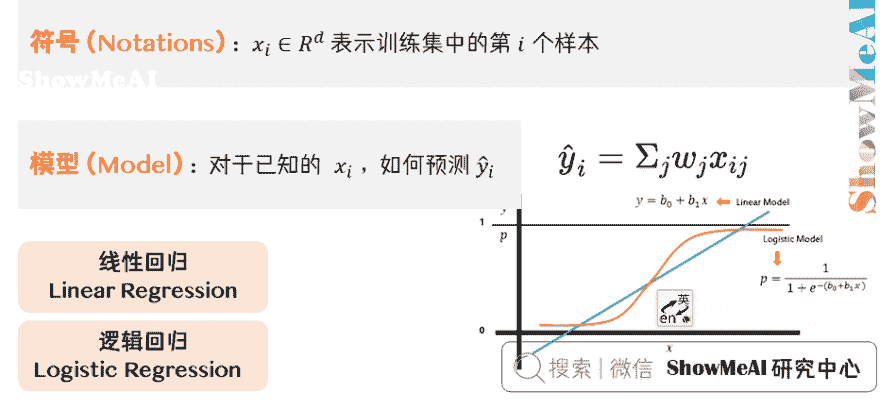 符号(Notations)：$x_i \in R^d$ 表示训练集中的第 $i$ 个样本
ShowMeAI
ShowMeAI
模型(Model)：对于已知的 $x_i$，如何预测 $\hat{y}_i$
$\hat{y}_i = \Sigma_j w_j x_{ij}$
$y = b_0 + b_1 x$ Linear Model
y
1
p
Logistic Model
$p = \frac{1}{1 + e^{-(b_0 + b_1 x)}}$
线性回归
Linear Regression
英
en
0
x
逻辑回归
Logistic Regression
搜索 | 微信 ShowMeAI 研究中心